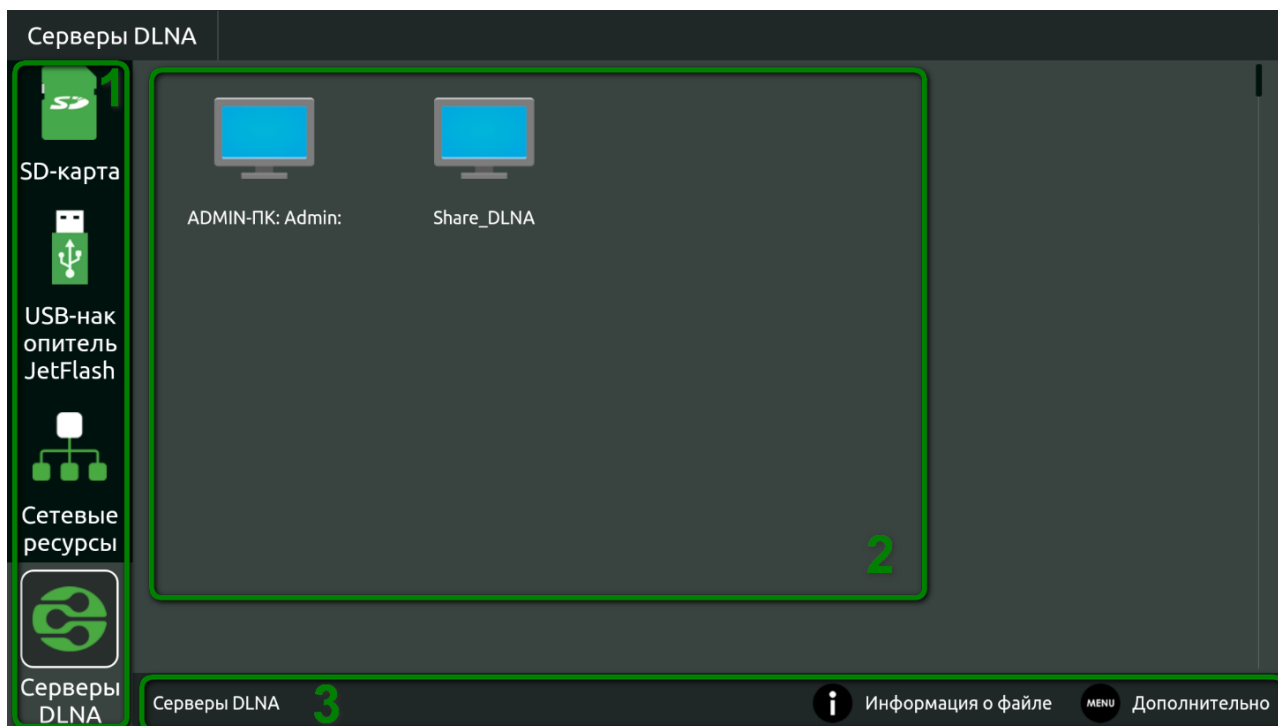 Серверы DLNA
1
SD
SD-карта
USB-нак
опитель
JetFlash
Сетевые
ресурсы
Серверы
DLNA
ADMIN-ПК: Admin:
Share_DLNA
2
Серверы DLNA
3
i
Информация о файле
MENU
Дополнительно